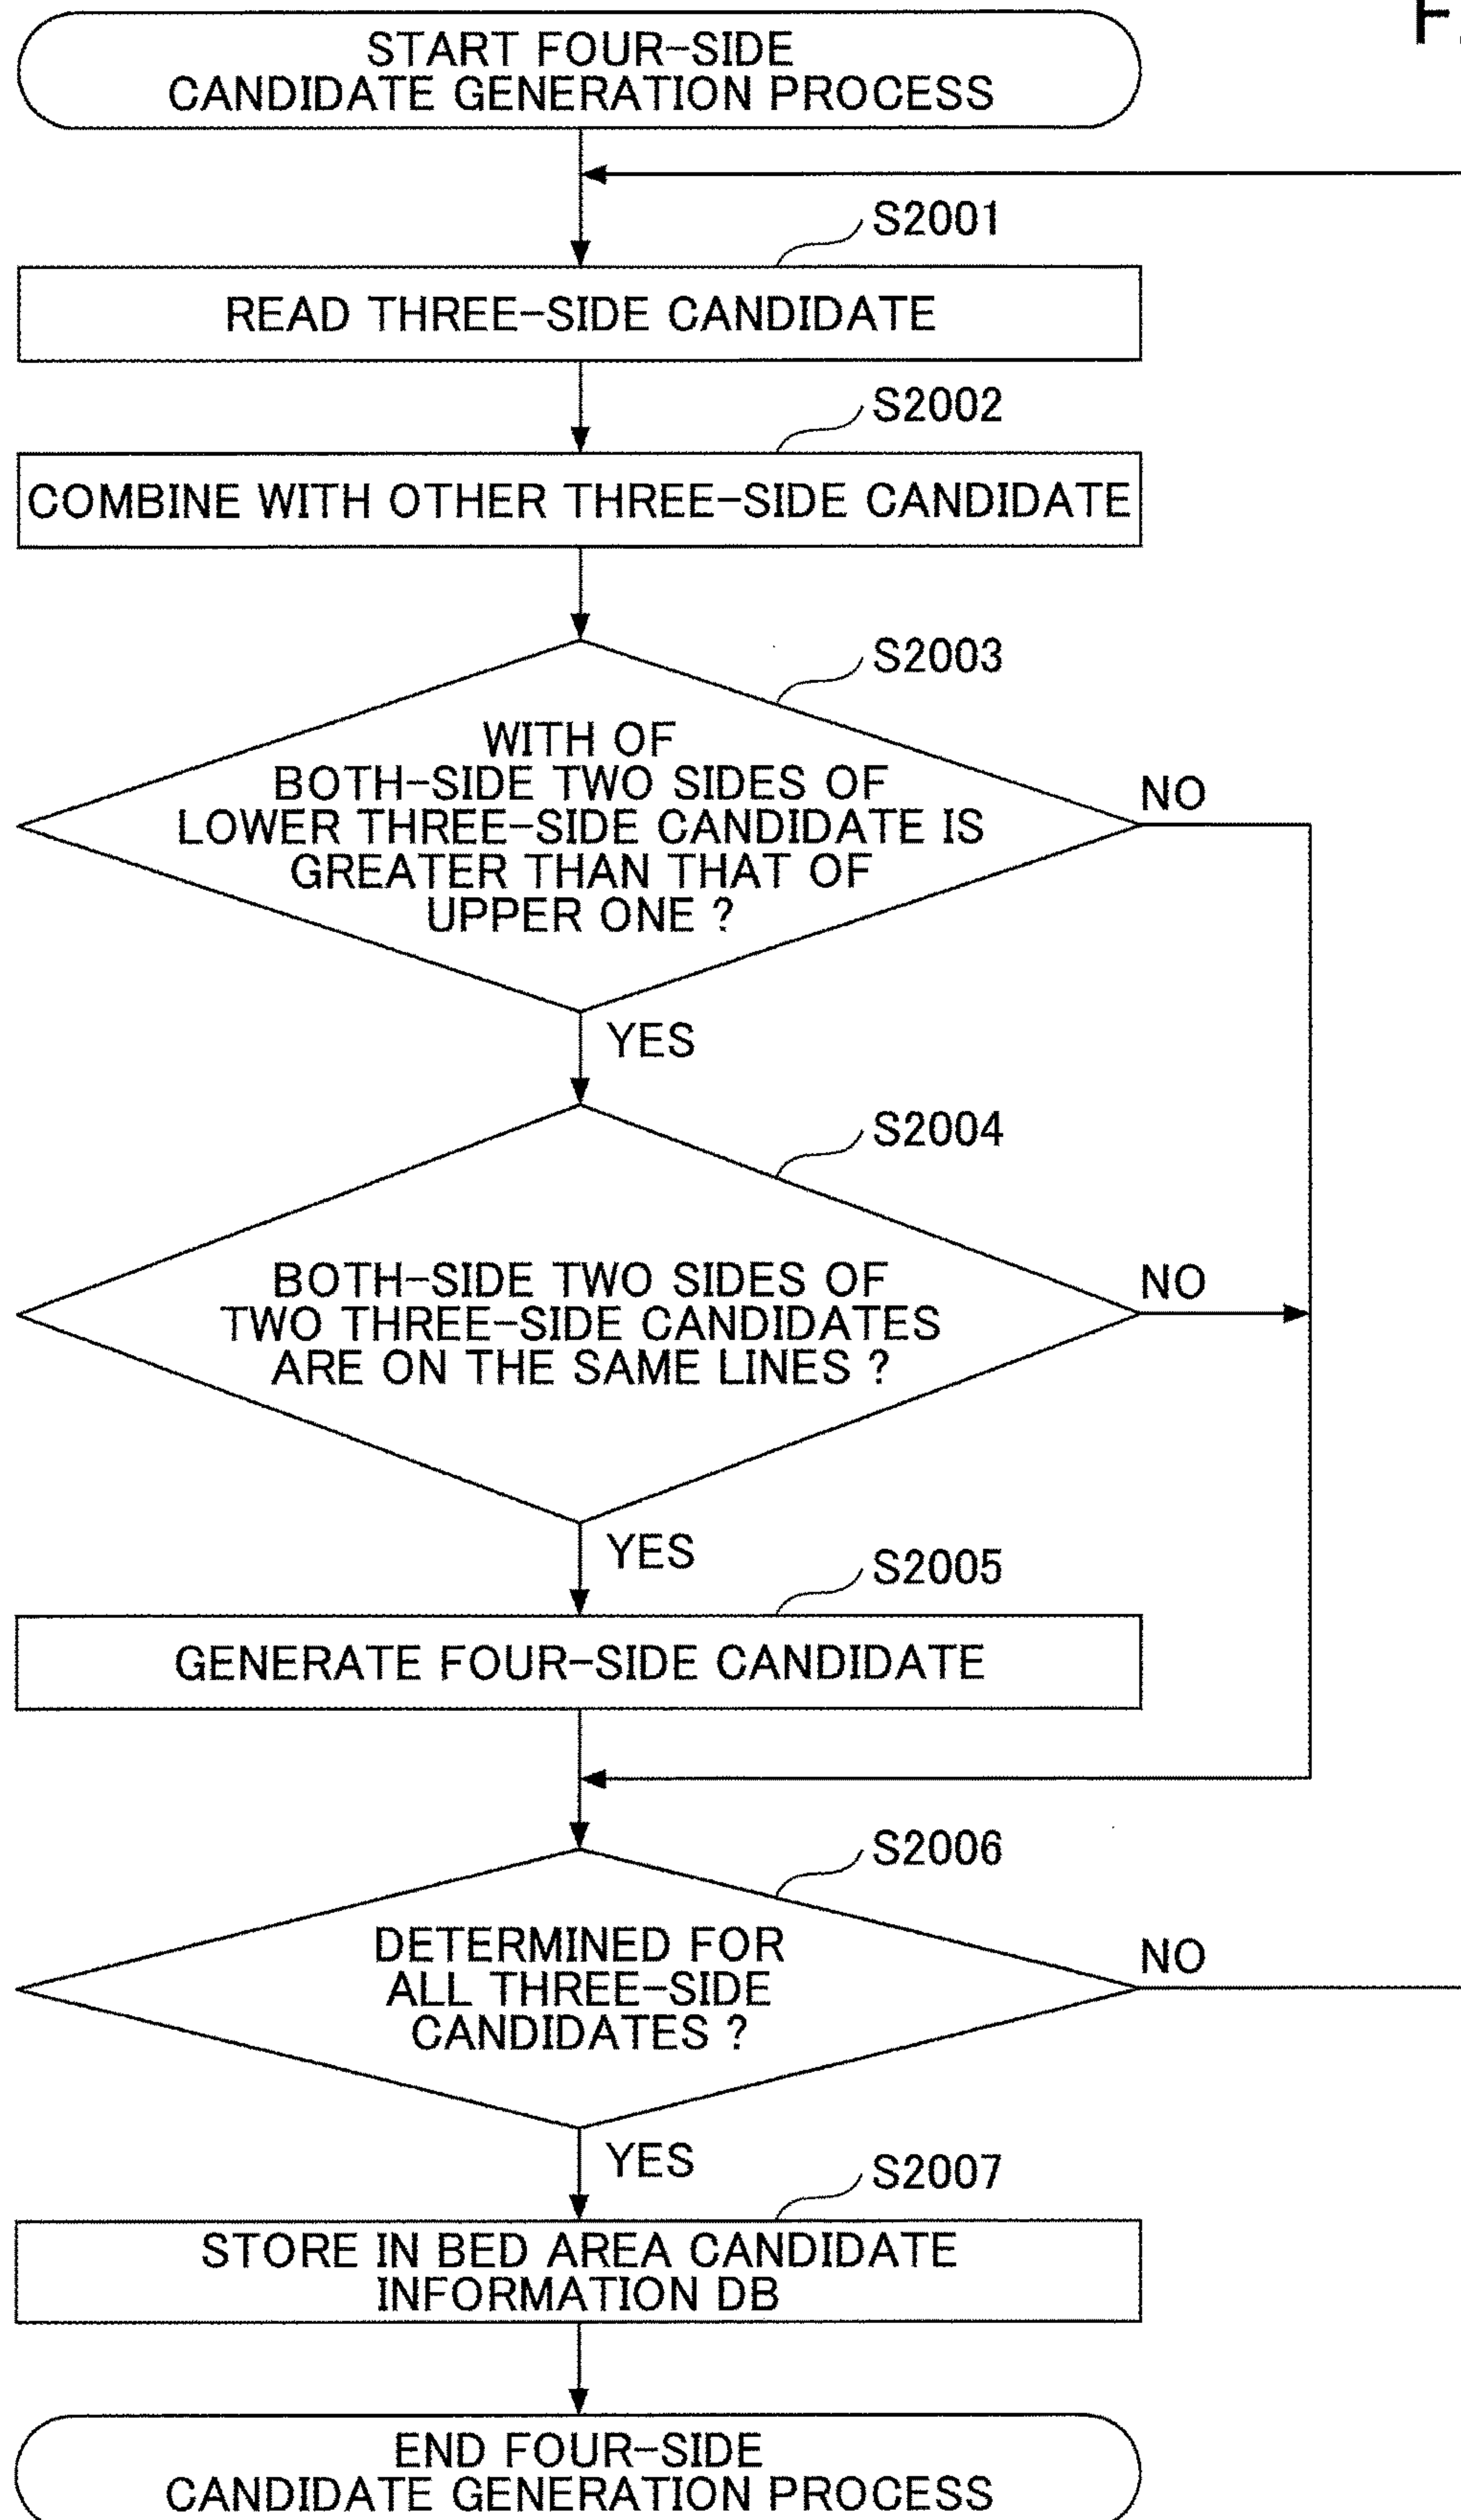 F
START FOUR-SIDE
CANDIDATE GENERATION PROCESS
S2001
READ THREE-SIDE CANDIDATE
S2002
COMBINE WITH OTHER THREE-SIDE CANDIDATE
S2003
WITH OF
BOTH-SIDE TWO SIDES OF
LOWER THREE-SIDE CANDIDATE IS
GREATER THAN THAT OF
UPPER ONE ?
NO
YES
S2004
BOTH-SIDE TWO SIDES OF
TWO THREE-SIDE CANDIDATES
ARE ON THE SAME LINES ?
NO
YES
S2005
GENERATE FOUR-SIDE CANDIDATE
S2006
DETERMINED FOR
ALL THREE-SIDE
CANDIDATES ?
NO
YES
S2007
STORE IN BED AREA CANDIDATE
INFORMATION DB
END FOUR-SIDE
CANDIDATE GENERATION PROCESS